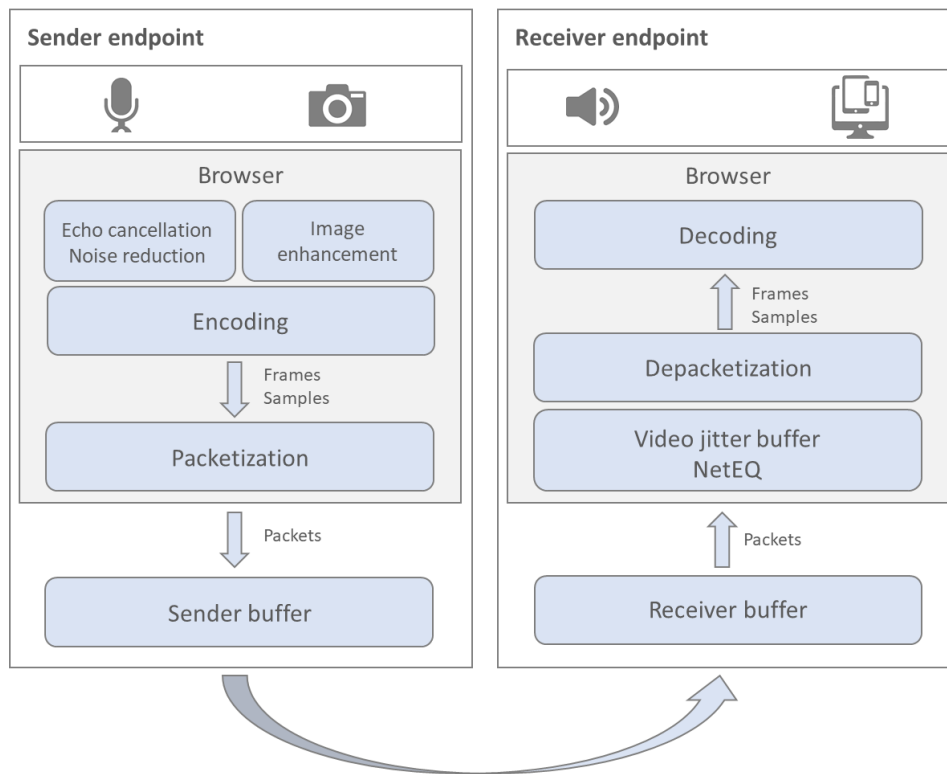 Sender endpoint
Browser
Echo cancellation
Noise reduction
Image
enhancement
Encoding
Frames
Samples
Packetization
Packets
Sender buffer
Receiver endpoint
Browser
Decoding
Frames
Samples
Depacketization
Video jitter buffer
NetEQ
Packets
Receiver buffer